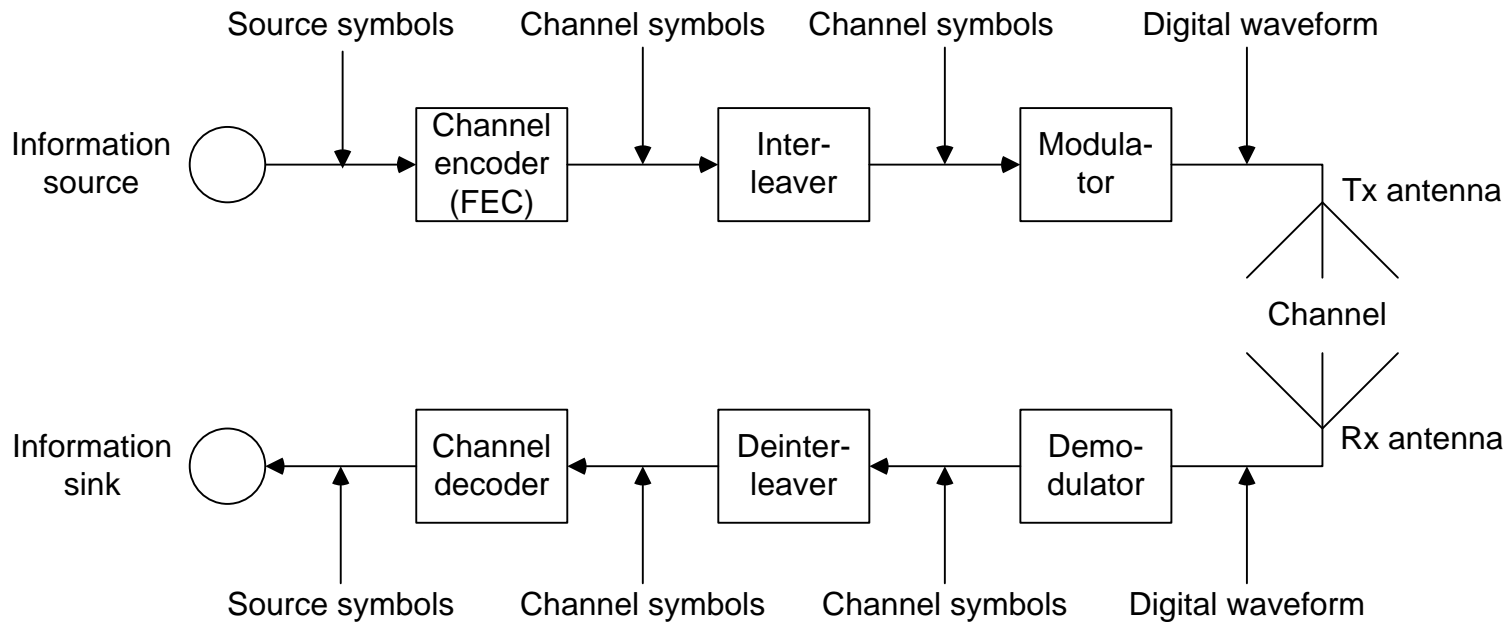 Source symbols
Channel symbols
Channel symbols
Digital waveform
Information
source
Channel
encoder
(FEC)
Inter-
leaver
Modula-
tor
Tx antenna
Channel
Information
sink
Channel
decoder
Deinter-
leaver
Demo-
dulator
Rx antenna
Source symbols
Channel symbols
Channel symbols
Digital waveform